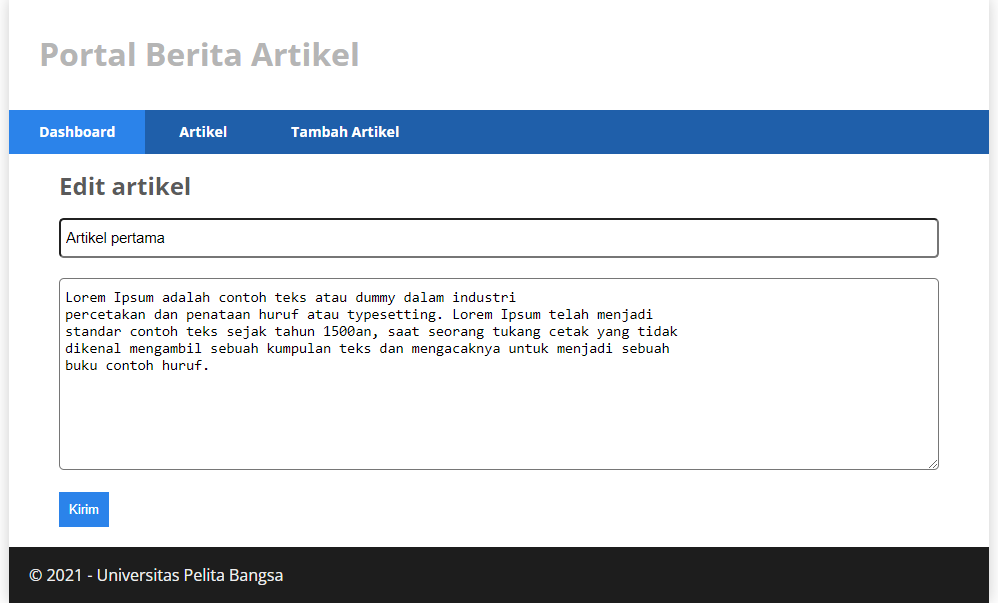 Portal Berita Artikel
Dashboard Artikel Tambah Artikel
Edit artikel
Artikel pertama
Lorem Ipsum adalah contoh teks atau dummy dalam industri
percetakan dan penataan huruf atau typesetting. Lorem Ipsum telah menjadi
standar contoh teks sejak tahun 1500an, saat seorang tukang cetak yang tidak
dikenal mengambil sebuah kumpulan teks dan mengacaknya untuk menjadi sebuah
buku contoh huruf.
Kirim
© 2021 - Universitas Pelita Bangsa